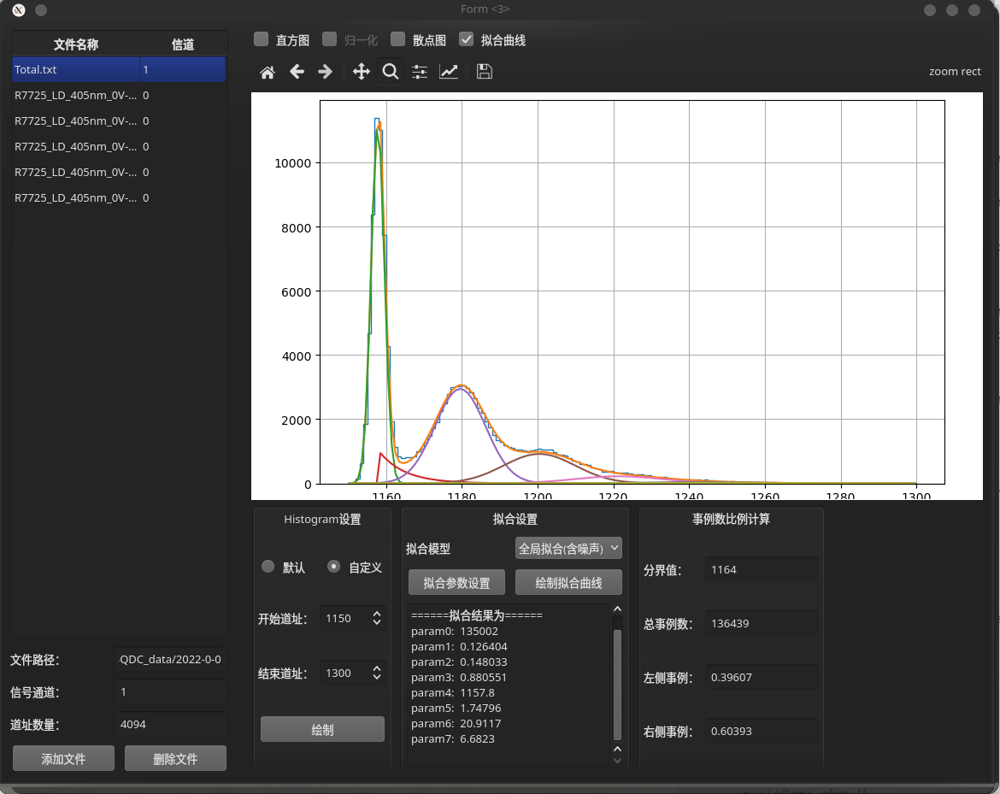 Form <3>
文件名称 信道
Total.txt 1
R7725_LD_405nm_0V-... 0
R7725_LD_405nm_0V-... 0
R7725_LD_405nm_0V-... 0
R7725_LD_405nm_0V-... 0
R7725_LD_405nm_0V-... 0
文件路径: QDC_data/2022-0-0
信号通道: 1
道址数量: 4094
添加文件 删除文件
直方图 归一化 散点图 拟合曲线
zoom rect
10000
8000
6000
4000
2000
0
1160 1180 1200 1220 1240 1260 1280 1300
Histogram设置
默认 自定义
开始道址: 1150
结束道址: 1300
绘制
拟合设置
拟合模型 全局拟合(含噪声)
拟合参数设置 绘制拟合曲线
======拟合结果为======
param0: 135002
param1: 0.126404
param2: 0.148033
param3: 0.880551
param4: 1157.8
param5: 1.74796
param6: 20.9117
param7: 6.6823
事例数比例计算
分界值: 1164
总事例数: 136439
左侧事例: 0.39607
右侧事例: 0.60393